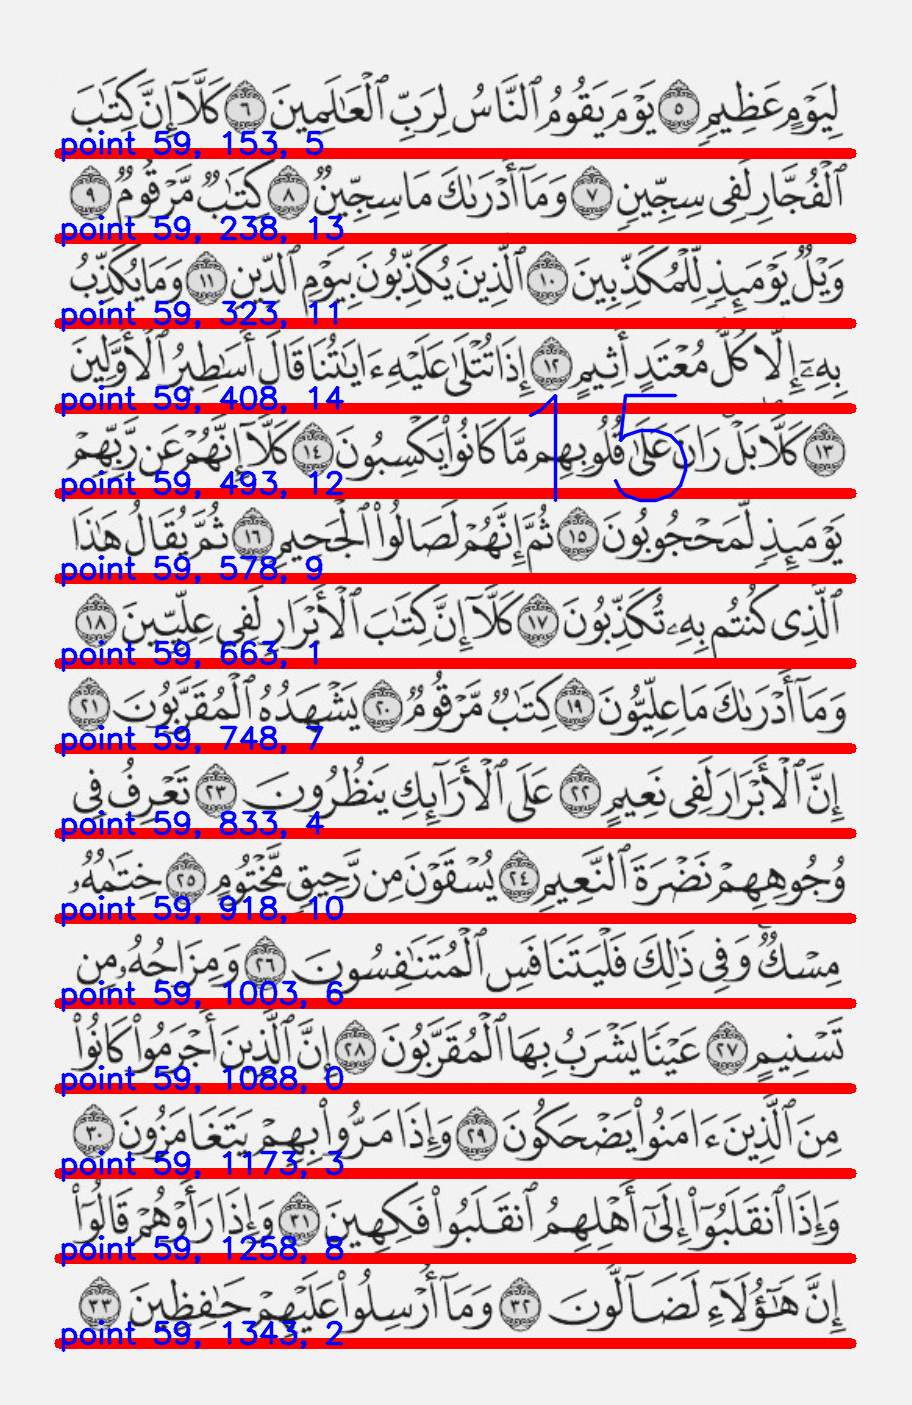 لِيَوْمٍ عَظِيمٍ ٥ يَوْمَ يَقُومُ ٱلنَّاسُ لِرَبِّ ٱلْعَٰلَمِينَ ٦ كَلَّآ إِنَّ كِتَٰبَ
point 59, 153, 5
ٱلْفُجَّارِ لَفِى سِجِّينٍ ٧ وَمَآ أَدْرَىٰكَ مَا سِجِّينٌ ٨ كِتَٰبٌ مَّرْقُومٌ ٩
point 59, 238, 13
وَيْلٌ يَوْمَئِذٍ لِّلْمُكَذِّبِينَ ١٠ ٱلَّذِينَ يُكَذِّبُونَ بِيَوْمِ ٱلدِّينِ ١١ وَمَا يُكَذِّبُ
point 59, 323, 11
بِهِۦٓ إِلَّا كُلُّ مُعْتَدٍ أَثِيمٍ ١٢ إِذَا تُتْلَىٰ عَلَيْهِ ءَايَٰتُنَا قَالَ أَسَٰطِيرُ ٱلْأَوَّلِينَ
point 59, 408, 14
15
١٣ كَلَّا بَلْ رَانَ عَلَىٰ قُلُوبِهِم مَّا كَانُوا۟ يَكْسِبُونَ ١٤ كَلَّآ إِنَّهُمْ عَن رَّبِّهِمْ
point 59, 493, 12
يَوْمَئِذٍ لَّمَحْجُوبُونَ ١٥ ثُمَّ إِنَّهُمْ لَصَالُوا۟ ٱلْجَحِيمِ ١٦ ثُمَّ يُقَالُ هَٰذَا
point 59, 578, 9
ٱلَّذِى كُنتُم بِهِۦ تُكَذِّبُونَ ١٧ كَلَّآ إِنَّ كِتَٰبَ ٱلْأَبْرَارِ لَفِى عِلِّيِّينَ ١٨
point 59, 663, 1
وَمَآ أَدْرَىٰكَ مَا عِلِّيُّونَ ١٩ كِتَٰبٌ مَّرْقُومٌ ٢٠ يَشْهَدُهُ ٱلْمُقَرَّبُونَ ٢١
point 59, 748, 7
إِنَّ ٱلْأَبْرَارَ لَفِى نَعِيمٍ ٢٢ عَلَى ٱلْأَرَآئِكِ يَنظُرُونَ ٢٣ تَعْرِفُ فِى
point 59, 833, 4
وُجُوهِهِمْ نَضْرَةَ ٱلنَّعِيمِ ٢٤ يُسْقَوْنَ مِن رَّحِيقٍ مَّخْتُومٍ ٢٥ خِتَٰمُهُۥ
point 59, 918, 10
مِسْكٌ وَفِى ذَٰلِكَ فَلْيَتَنَافَسِ ٱلْمُتَنَٰفِسُونَ ٢٦ وَمِزَاجُهُۥ مِن
point 59, 1003, 6
تَسْنِيمٍ ٢٧ عَيْنًا يَشْرَبُ بِهَا ٱلْمُقَرَّبُونَ ٢٨ إِنَّ ٱلَّذِينَ أَجْرَمُوا۟ كَانُوا۟
point 59, 1088, 0
مِنَ ٱلَّذِينَ ءَامَنُوا۟ يَضْحَكُونَ ٢٩ وَإِذَا مَرُّوا۟ بِهِمْ يَتَغَامَزُونَ ٣٠
point 59, 1173, 3
وَإِذَا ٱنقَلَبُوٓا۟ إِلَىٰٓ أَهْلِهِمُ ٱنقَلَبُوا۟ فَكِهِينَ ٣١ وَإِذَا رَأَوْهُمْ قَالُوٓا۟
point 59, 1258, 8
إِنَّ هَٰٓؤُلَآءِ لَضَآلُّونَ ٣٢ وَمَآ أُرْسِلُوا۟ عَلَيْهِمْ حَٰفِظِينَ ٣٣
point 59, 1343, 2